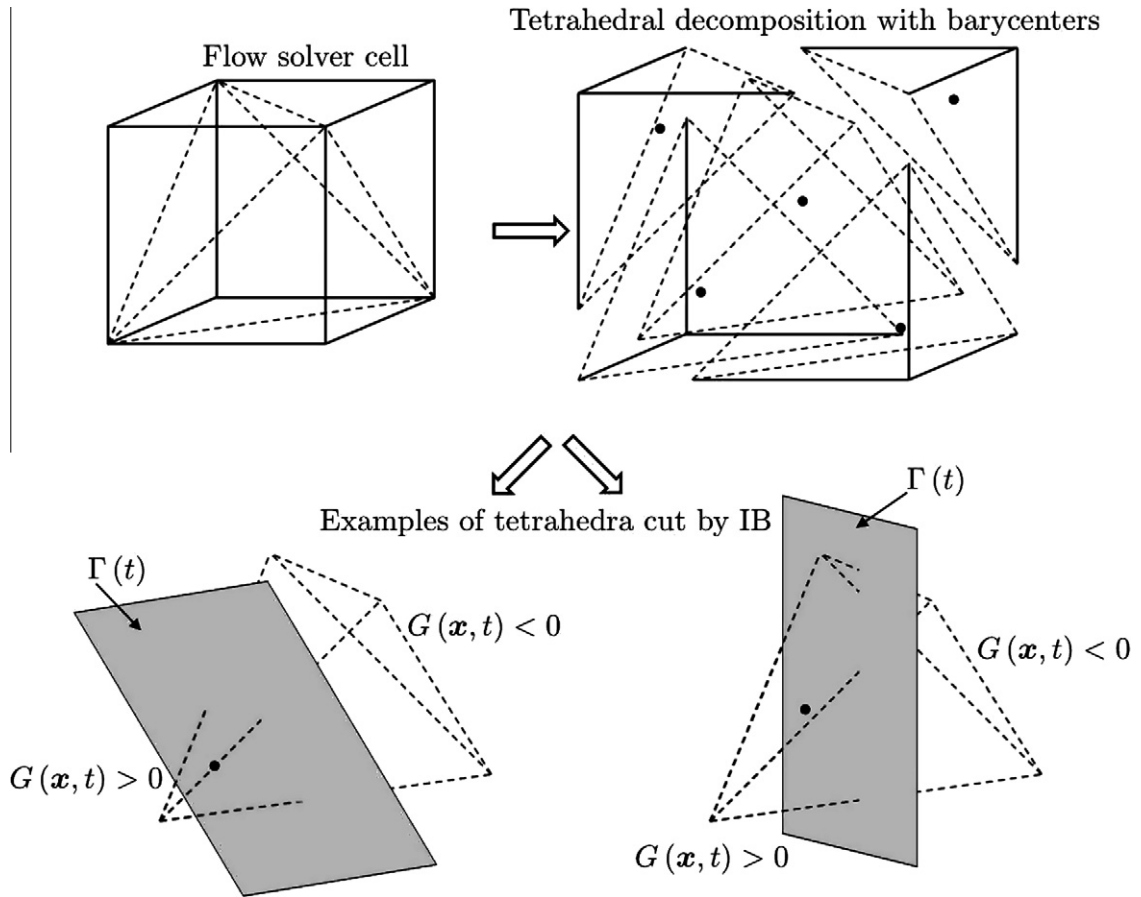 Tetrahedral decomposition with barycenters
Flow solver cell
Examples of tetrahedra cut by IB
Γ (t)
Γ (t)
G (x, t) < 0
G (x, t) < 0
G (x, t) > 0
G (x, t) > 0